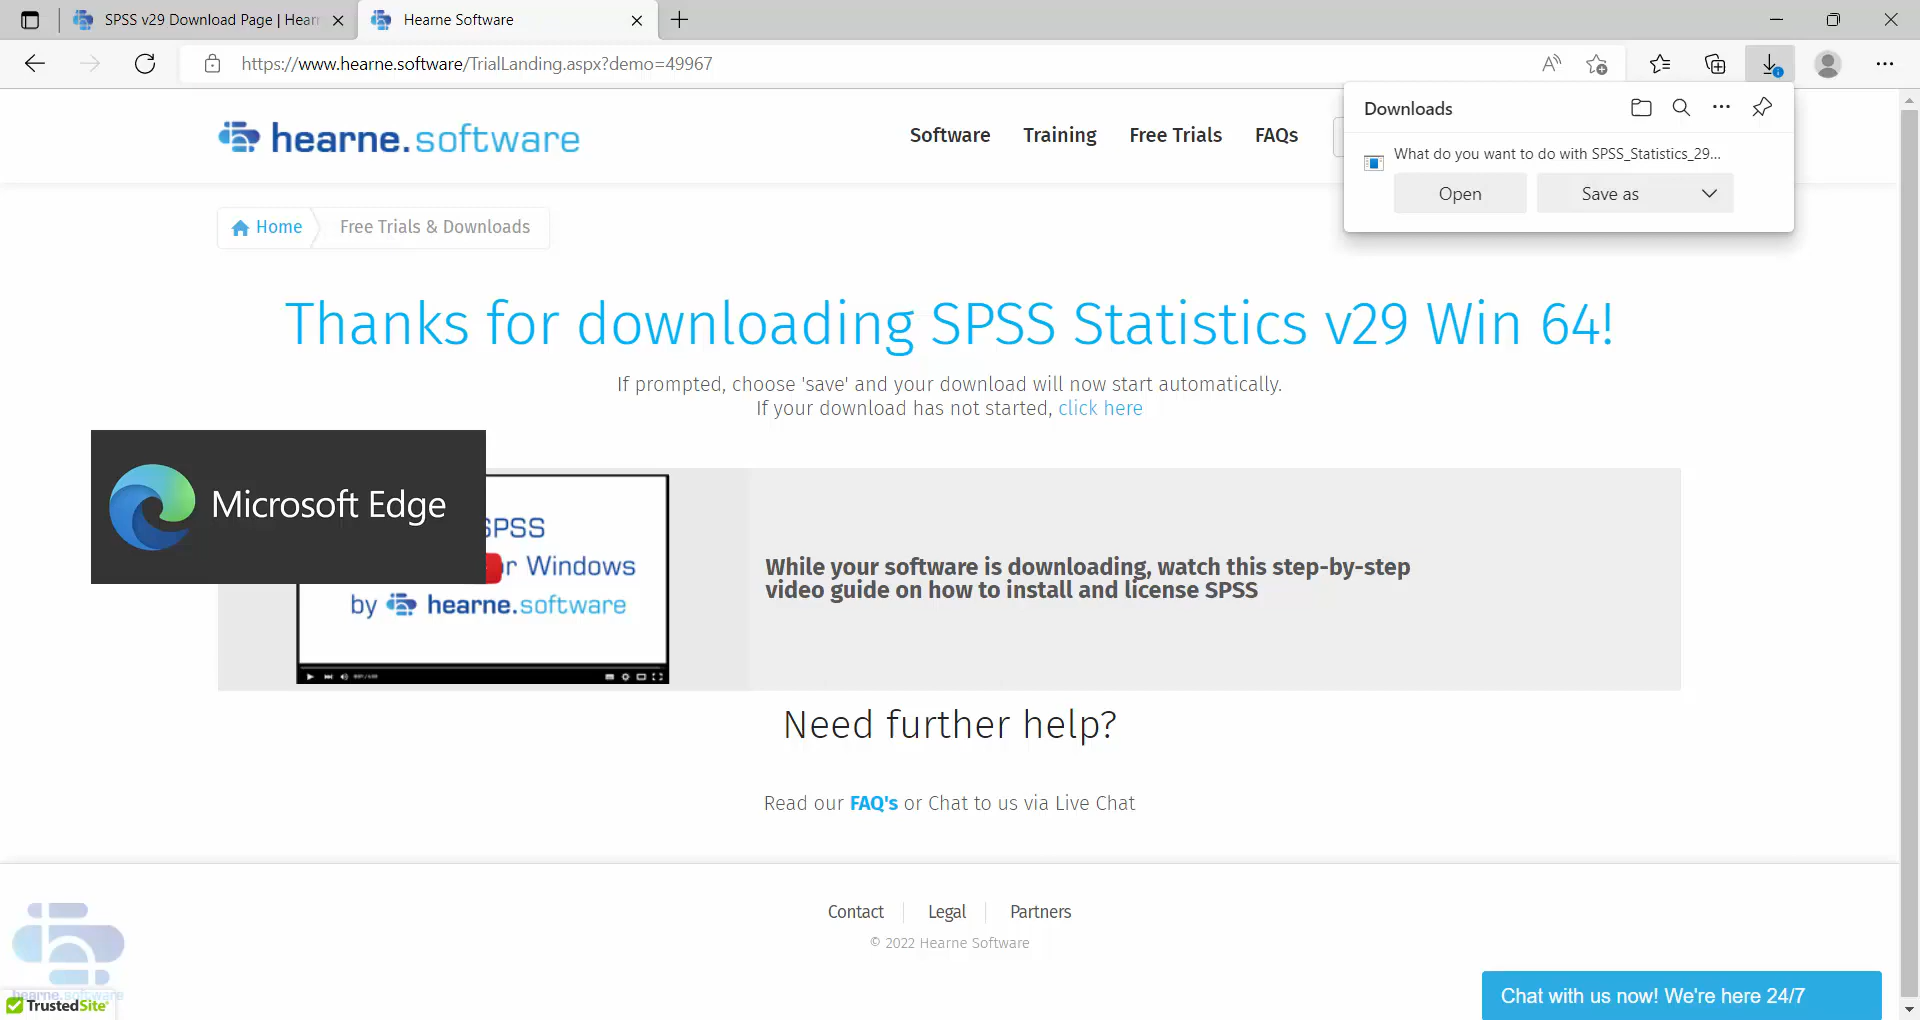 SPSS v29 Download Page | Hear
Hearne Software
https://www.hearne.software/TrialLanding.aspx?demo=49967
hearne.software
Software
Training
Free Trials
FAQs
Downloads
What do you want to do with SPSS_Statistics_29...
Open
Save as
Home
Free Trials & Downloads
Thanks for downloading SPSS Statistics v29 Win 64!
If prompted, choose 'save' and your download will now start automatically.
If your download has not started, click here
Microsoft Edge
SPSS
r Windows
by hearne.software
While your software is downloading, watch this step-by-step
video guide on how to install and license SPSS
Need further help?
Read our FAQ's or Chat to us via Live Chat
Contact
Legal
Partners
© 2022 Hearne Software
hearne.software
TrustedSite
Chat with us now! We're here 24/7